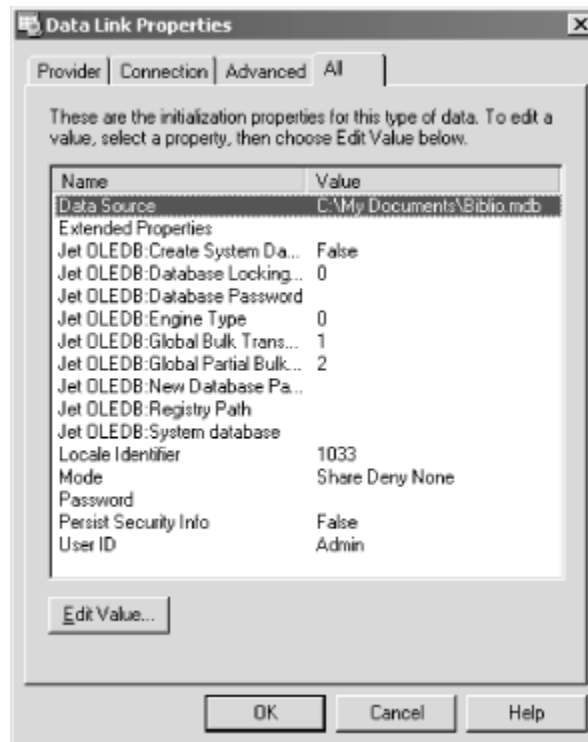 Data Link Properties
Provider Connection Advanced All
These are the initialization properties for this type of data. To edit a
value, select a property, then choose Edit Value below.
Name Value
Data Source C:\My Documents\Biblio.mdb
Extended Properties
Jet OLEDB:Create System Da... False
Jet OLEDB:Database Locking... 0
Jet OLEDB:Database Password
Jet OLEDB:Engine Type 0
Jet OLEDB:Global Bulk Trans... 1
Jet OLEDB:Global Partial Bulk... 2
Jet OLEDB:New Database Pa...
Jet OLEDB:Registry Path
Jet OLEDB:System database
Locale Identifier 1033
Mode Share Deny None
Password
Persist Security Info False
User ID Admin
Edit Value...
OK Cancel Help